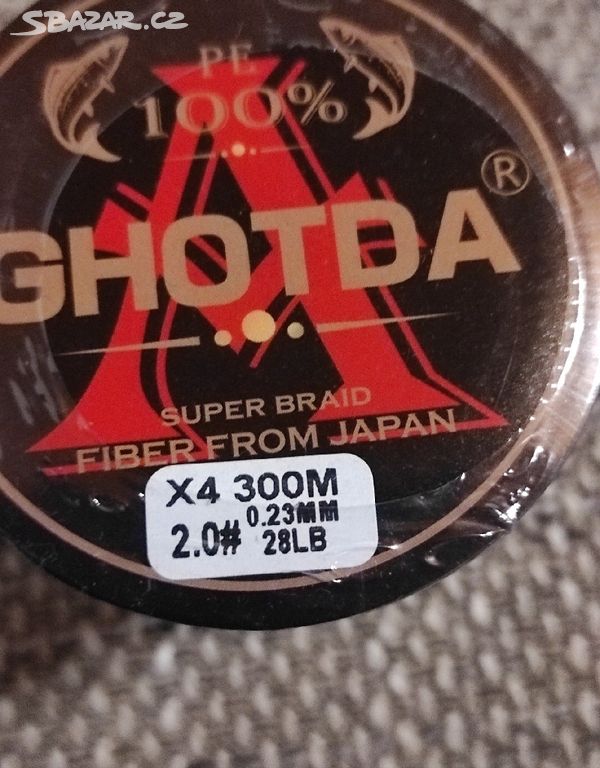 SBAZAR.CZ
PE
100%
GHOTDA®
SUPER BRAID
FIBER FROM JAPAN
X4 300M
2.0# 0.23MM
28LB